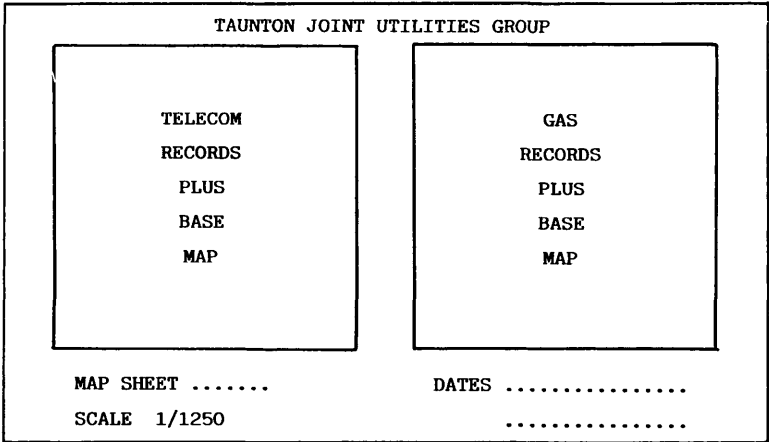 TAUNTON JOINT UTILITIES GROUP
TELECOM
RECORDS
PLUS
BASE
MAP
GAS
RECORDS
PLUS
BASE
MAP
MAP SHEET .......
SCALE 1/1250
DATES ................
................